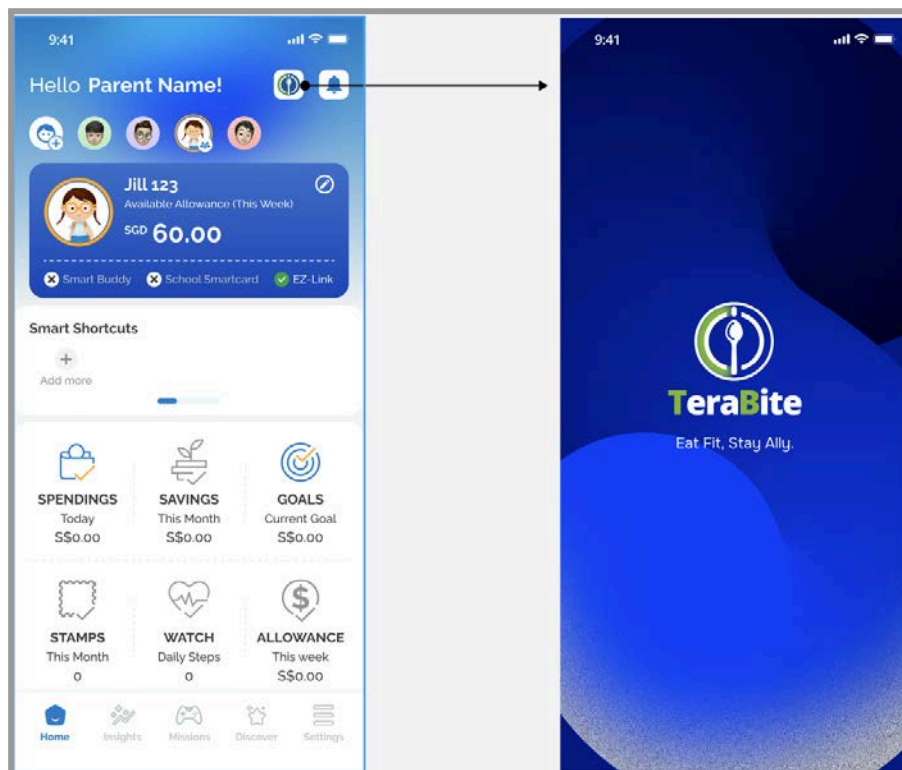 9:41
Hello Parent Name!
Jill 123
Available Allowance (This Week)
SGD 60.00
Smart Buddy School Smartcard EZ-Link
Smart Shortcuts
Add more
SPENDINGS SAVINGS GOALS
Today This Month Current Goal
S$0.00 S$0.00 S$0.00
STAMPS WATCH ALLOWANCE
This Month Daily Steps This week
0 0 S$0.00
Home Insights Missions Discover Settings
9:41
TeraBite
Eat Fit, Stay Ally.